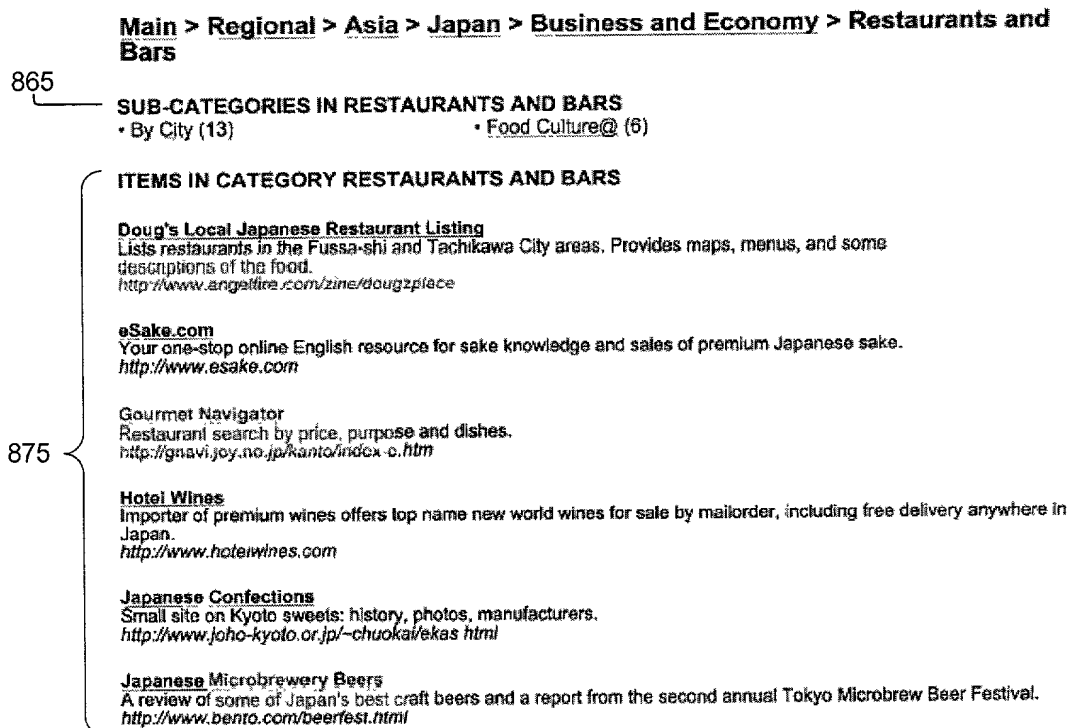 Main > Regional > Asia > Japan > Business and Economy > Restaurants and
Bars
865
SUB-CATEGORIES IN RESTAURANTS AND BARS
• By City (13) • Food Culture@ (6)
ITEMS IN CATEGORY RESTAURANTS AND BARS
Doug's Local Japanese Restaurant Listing
Lists restaurants in the Fussa-shi and Tachikawa City areas. Provides maps, menus, and some
descriptions of the food.
http://www.angelfire.com/zine/dougzplace
eSake.com
Your one-stop online English resource for sake knowledge and sales of premium Japanese sake.
http://www.esake.com
Gourmet Navigator
Restaurant search by price, purpose and dishes.
http://gnavi.joy.ne.jp/kanto/index-e.htm
875
Hotel Wines
Importer of premium wines offers top name new world wines for sale by mailorder, including free delivery anywhere in
Japan.
http://www.hotelwines.com
Japanese Confections
Small site on Kyoto sweets: history, photos, manufacturers.
http://www.joho-kyoto.or.jp/~chuokai/ekas html
Japanese Microbrewery Beers
A review of some of Japan's best craft beers and a report from the second annual Tokyo Microbrew Beer Festival.
http://www.bento.com/beerfest.html